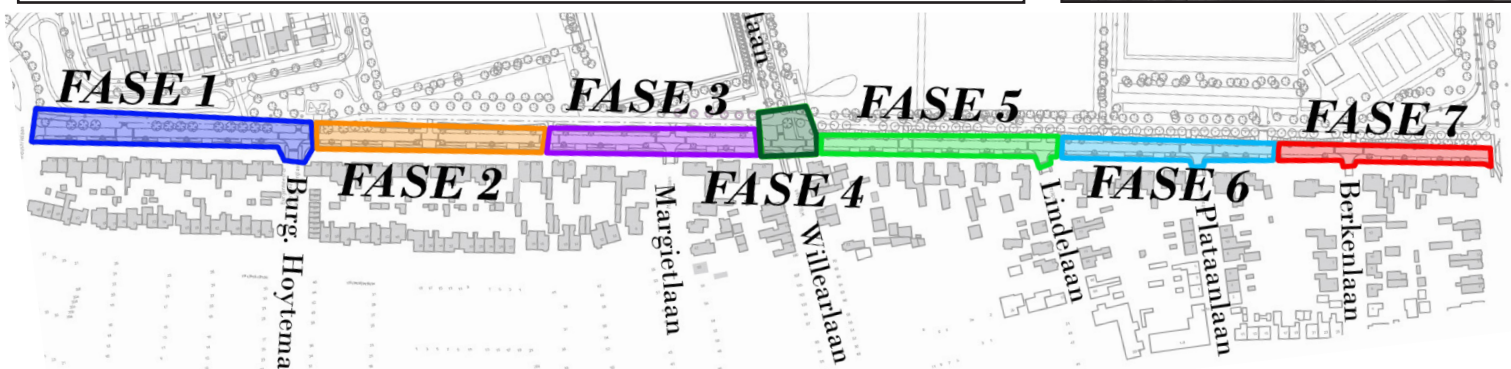 laan
FASE 1
FASE 2
FASE 3
FASE 4
FASE 5
FASE 6
FASE 7
Burg. Hoytema
Margietlaan
Willearlaan
Lindelaan
Plataanlaan
Berkenlaan